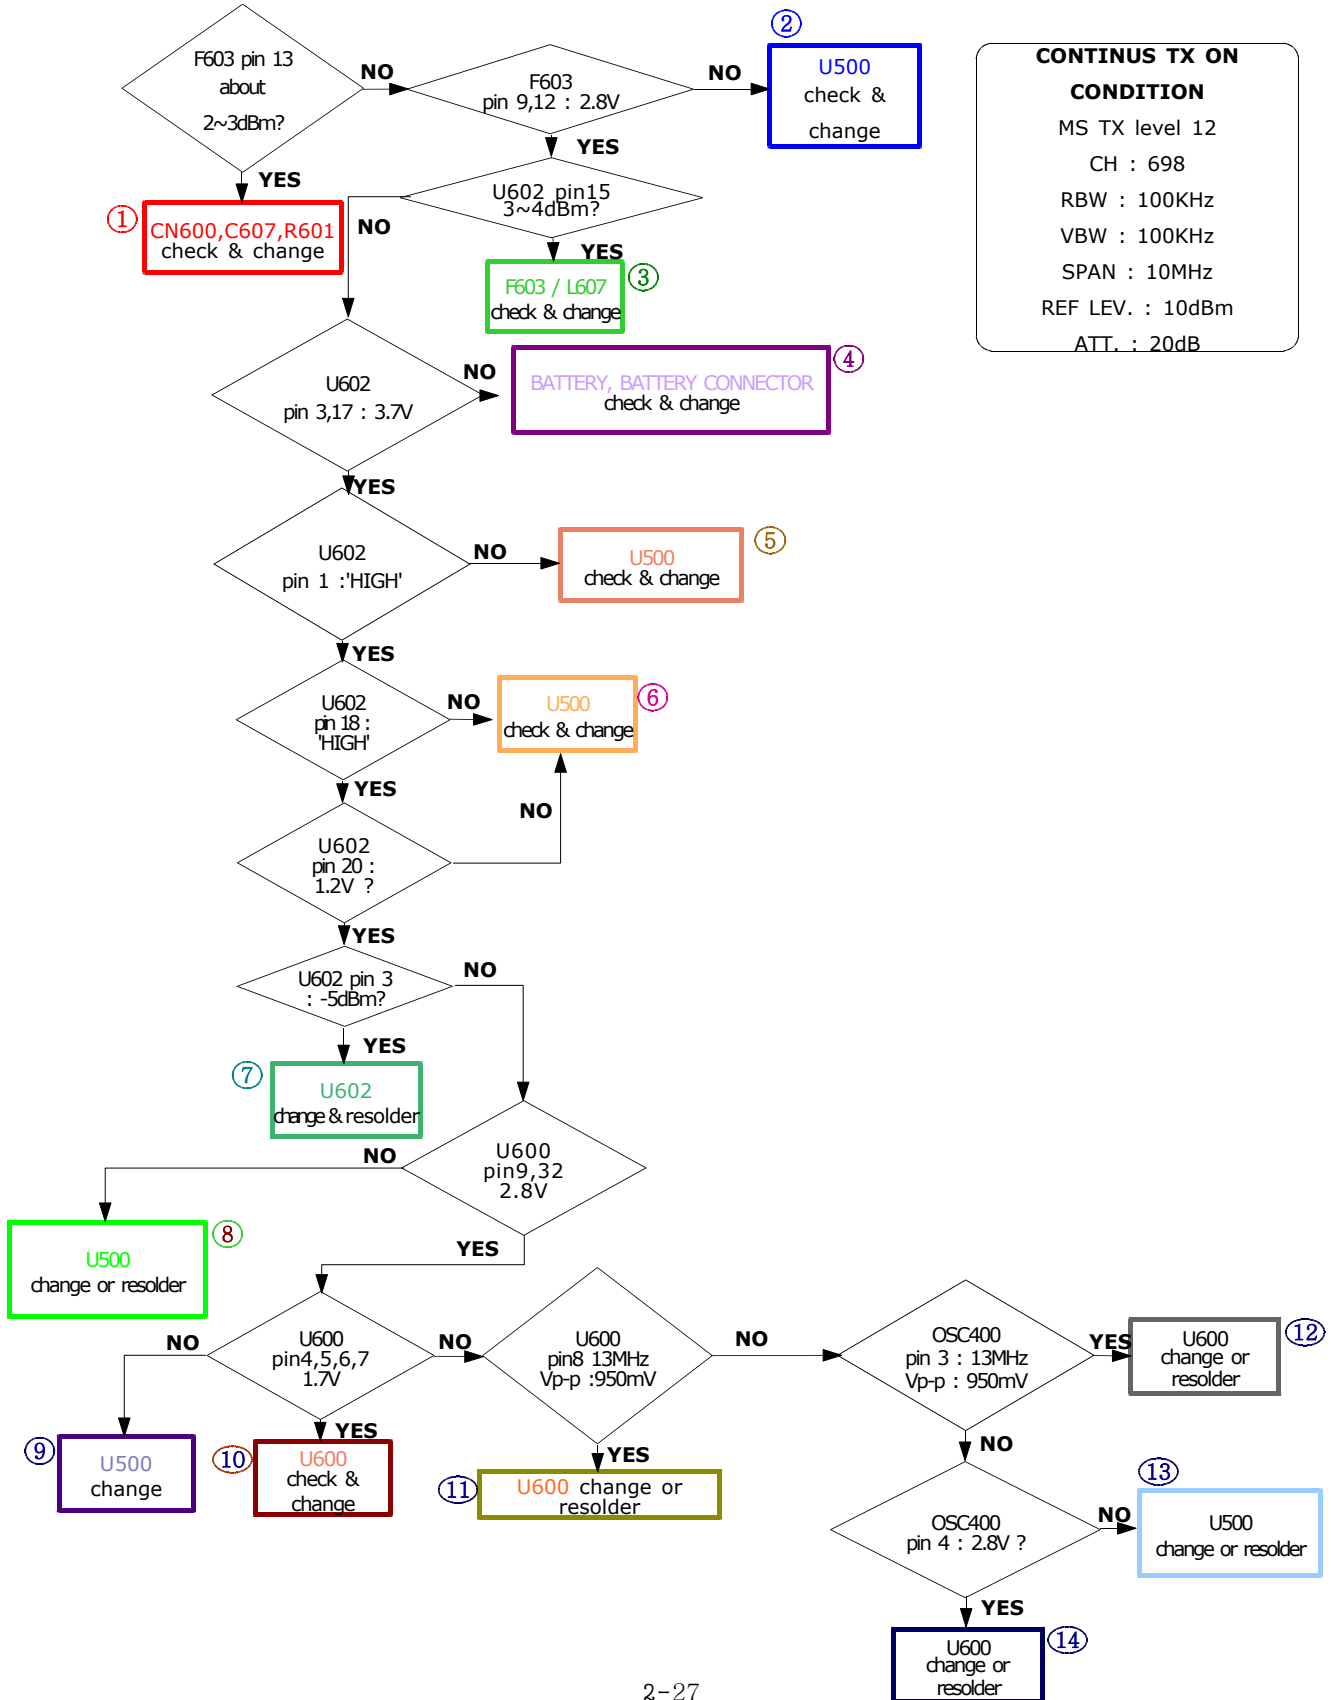 F603 pin 13
about
2~3dBm?
NO
F603
pin 9,12 : 2.8V
NO
②
U500
check &
change
CONTINUS TX ON
CONDITION
MS TX level 12
CH : 698
RBW : 100KHz
VBW : 100KHz
SPAN : 10MHz
REF LEV. : 10dBm
ATT. : 20dB
YES
YES
①
CN600,C607,R601
check & change
NO
U602 pin15
3~4dBm?
YES
③
F603 / L607
check & change
U602
pin 3,17 : 3.7V
NO
④
BATTERY, BATTERY CONNECTOR
check & change
YES
U602
pin 1 :'HIGH'
NO
⑤
U500
check & change
YES
U602
pin 18 :
'HIGH'
NO
⑥
U500
check & change
YES
NO
U602
pin 20 :
1.2V ?
YES
U602 pin 3
: -5dBm?
NO
YES
⑦
U602
change & resolder
NO
U600
pin9,32
2.8V
⑧
U500
change or resolder
YES
NO
U600
pin4,5,6,7
1.7V
NO
U600
pin8 13MHz
Vp-p :950mV
NO
OSC400
pin 3 : 13MHz
Vp-p : 950mV
YES
⑫
U600
change or
resolder
⑨
U500
change
YES
⑩
U600
check &
change
YES
⑪
U600 change or
resolder
NO
OSC400
pin 4 : 2.8V ?
NO
⑬
U500
change or resolder
YES
⑭
U600
change or
resolder
2-27